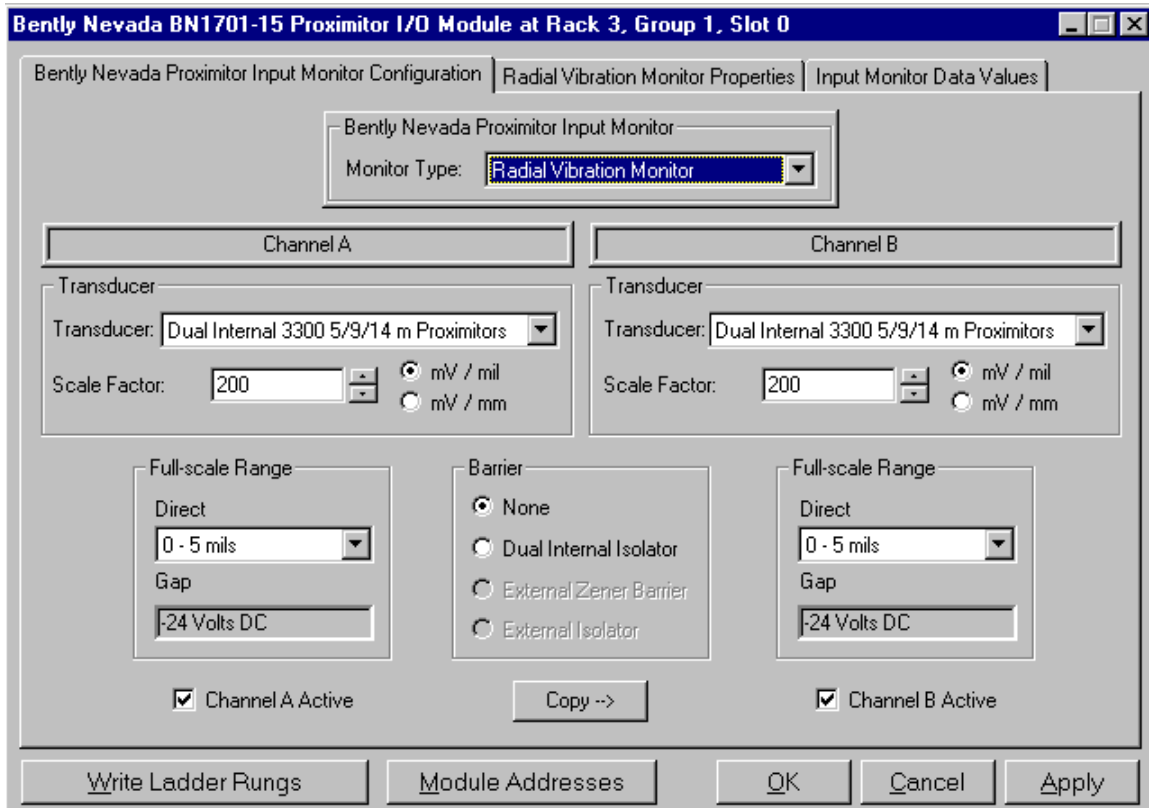 Bently Nevada BN1701-15 Proximitor I/O Module at Rack 3, Group 1, Slot 0
Bently Nevada Proximitor Input Monitor Configuration
Radial Vibration Monitor Properties
Input Monitor Data Values
Bently Nevada Proximitor Input Monitor
Monitor Type:
Radial Vibration Monitor
Channel A
Channel B
Transducer
Transducer: Dual Internal 3300 5/9/14 m Proximitors
Scale Factor:
200
mV / mil
mV / mm
Transducer
Transducer: Dual Internal 3300 5/9/14 m Proximitors
Scale Factor:
200
mV / mil
mV / mm
Full-scale Range
Direct
0 - 5 mils
Gap
-24 Volts DC
Barrier
None
Dual Internal Isolator
External Zener Barrier
External Isolator
Full-scale Range
Direct
0 - 5 mils
Gap
-24 Volts DC
Channel A Active
Copy -->
Channel B Active
Write Ladder Rungs
Module Addresses
OK
Cancel
Apply